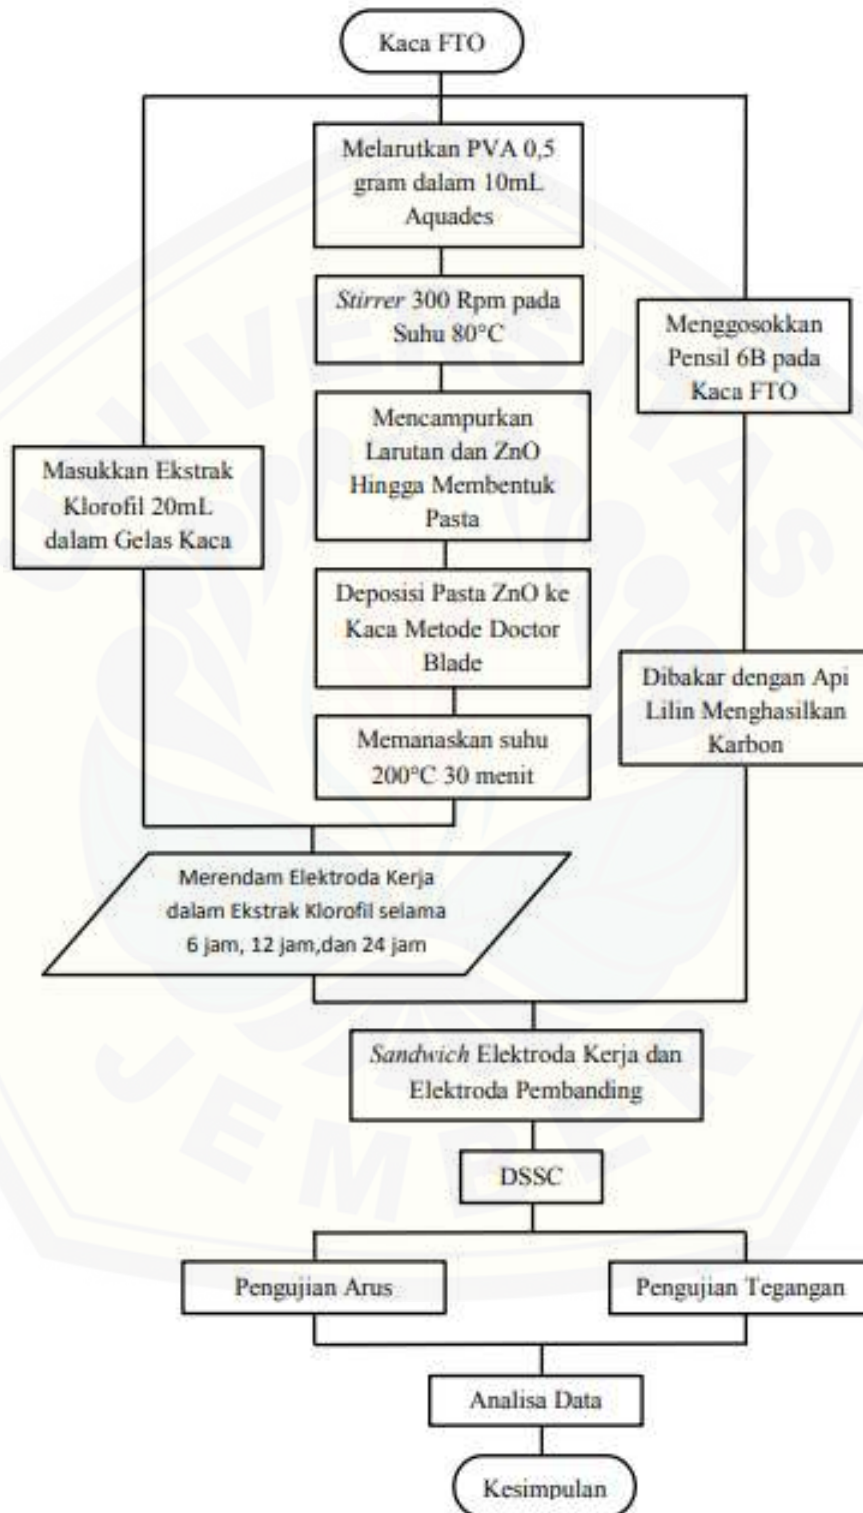 Kaca FTO
Melarutkan PVA 0,5
gram dalam 10mL
Aquades
Stirrer 300 Rpm pada
Suhu 80°C
Mencampurkan
Larutan dan ZnO
Hingga Membentuk
Pasta
Deposisi Pasta ZnO ke
Kaca Metode Doctor
Blade
Memanaskan suhu
200°C 30 menit
Masukkan Ekstrak
Klorofil 20mL
dalam Gelas Kaca
Menggosokkan
Pensil 6B pada
Kaca FTO
Dibakar dengan Api
Lilin Menghasilkan
Karbon
Merendam Elektroda Kerja
dalam Ekstrak Klorofil selama
6 jam, 12 jam,dan 24 jam
Sandwich Elektroda Kerja dan
Elektroda Pembanding
DSSC
Pengujian Arus
Pengujian Tegangan
Analisa Data
Kesimpulan
UNIVERSITAS
JEMBER